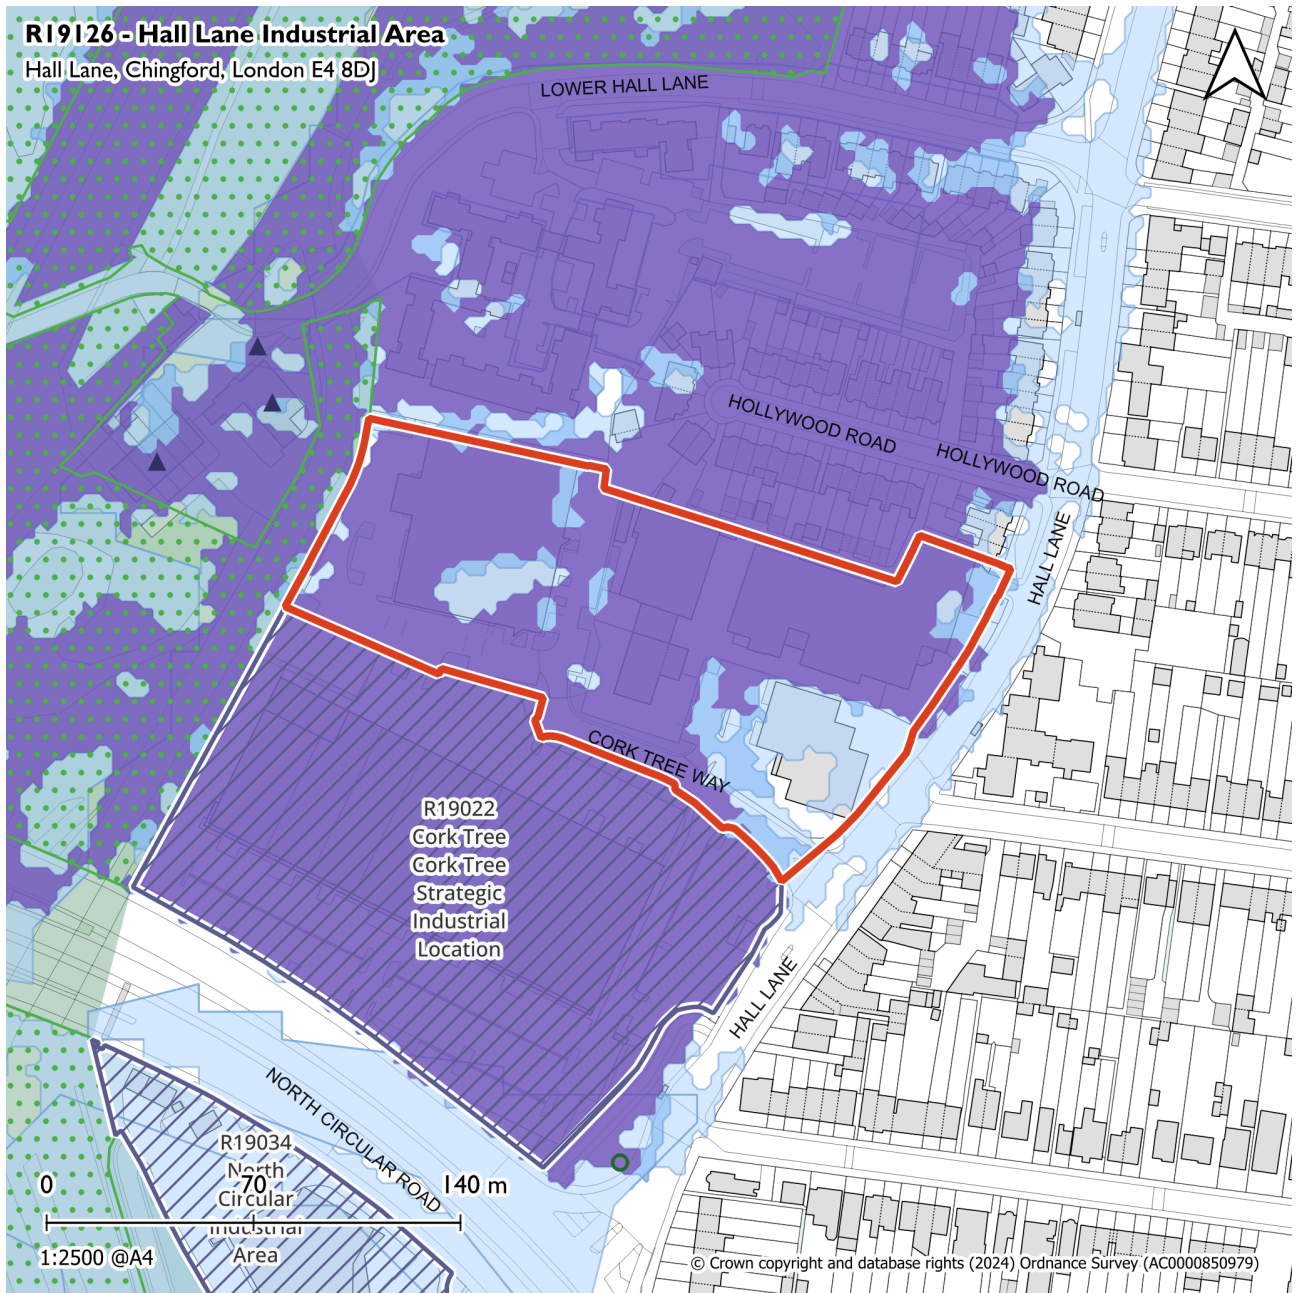 R19126 - Hall Lane Industrial Area
Hall Lane, Chingford, London E4 8DJ
LOWER HALL LANE
HOLLYWOOD ROAD
HOLLYWOOD ROAD
HALL LANE
CORK TREE WAY
R19022
Cork Tree
Cork Tree
Strategic
Industrial
Location
HALL LANE
NORTH CIRCULAR ROAD
R19034
North
Circular
Industrial
Area
0 70 140 m
1:2500 @A4
© Crown copyright and database rights (2024) Ordnance Survey (AC0000850979)